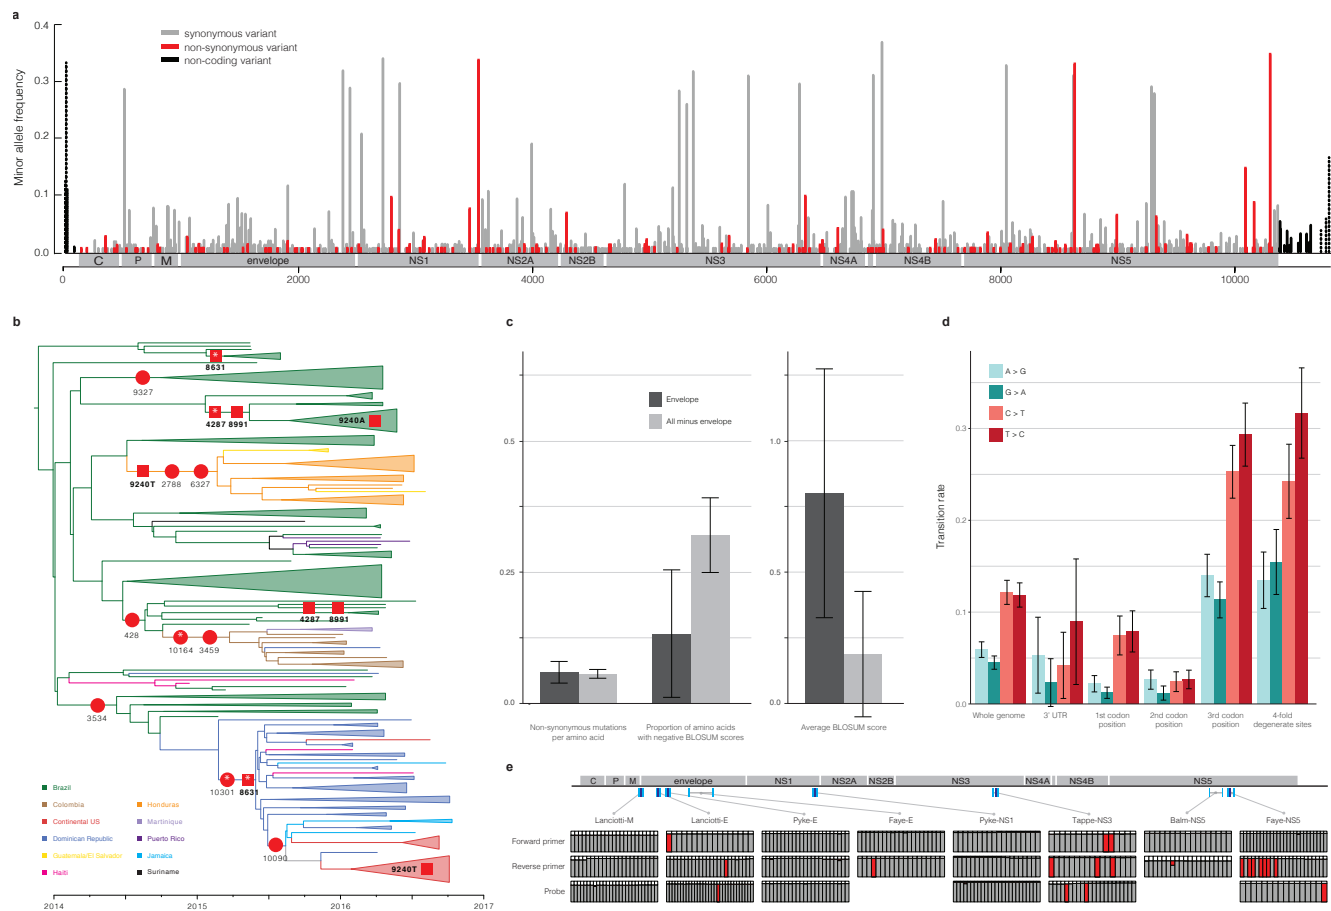 a
0.4
0.3
0.2
0.1
0.0
Minor allele frequency
synonymous variant
non-synonymous variant
non-coding variant
C
P
M
envelope
NS1
NS2A
NS2B
NS3
NS4A
NS4B
NS5
0
2000
4000
6000
8000
10000
b
*
8631
9327
*
4287 8991
9240A
9240T
2788
6327
428
4287
8991
*
10164
3459
3534
*
*
10301
8631
10090
9240T
Brazil
Colombia
Honduras
Continental US
Martinique
Dominican Republic
Puerto Rico
Guatemala/El Salvador
Jamaica
Haiti
Suriname
2014
2015
2016
2017
c
0.5
0.25
0.0
Envelope
All minus envelope
Non-synonymous mutations
per amino acid
Proportion of amino acids
with negative BLOSUM scores
1.0
0.5
0.0
Average BLOSUM score
d
A > G
G > A
C > T
T > C
Transition rate
0.3
0.2
0.1
0.0
Whole genome
3' UTR
1st codon
position
2nd codon
position
3rd codon
position
4-fold
degenerate sites
e
C
P
M
envelope
NS1
NS2A
NS2B
NS3
NS4A
NS4B
NS5
Lanciotti-M
Lanciotti-E
Pyke-E
Faye-E
Pyke-NS1
Tappe-NS3
Balm-NS5
Faye-NS5
Forward primer
Reverse primer
Probe